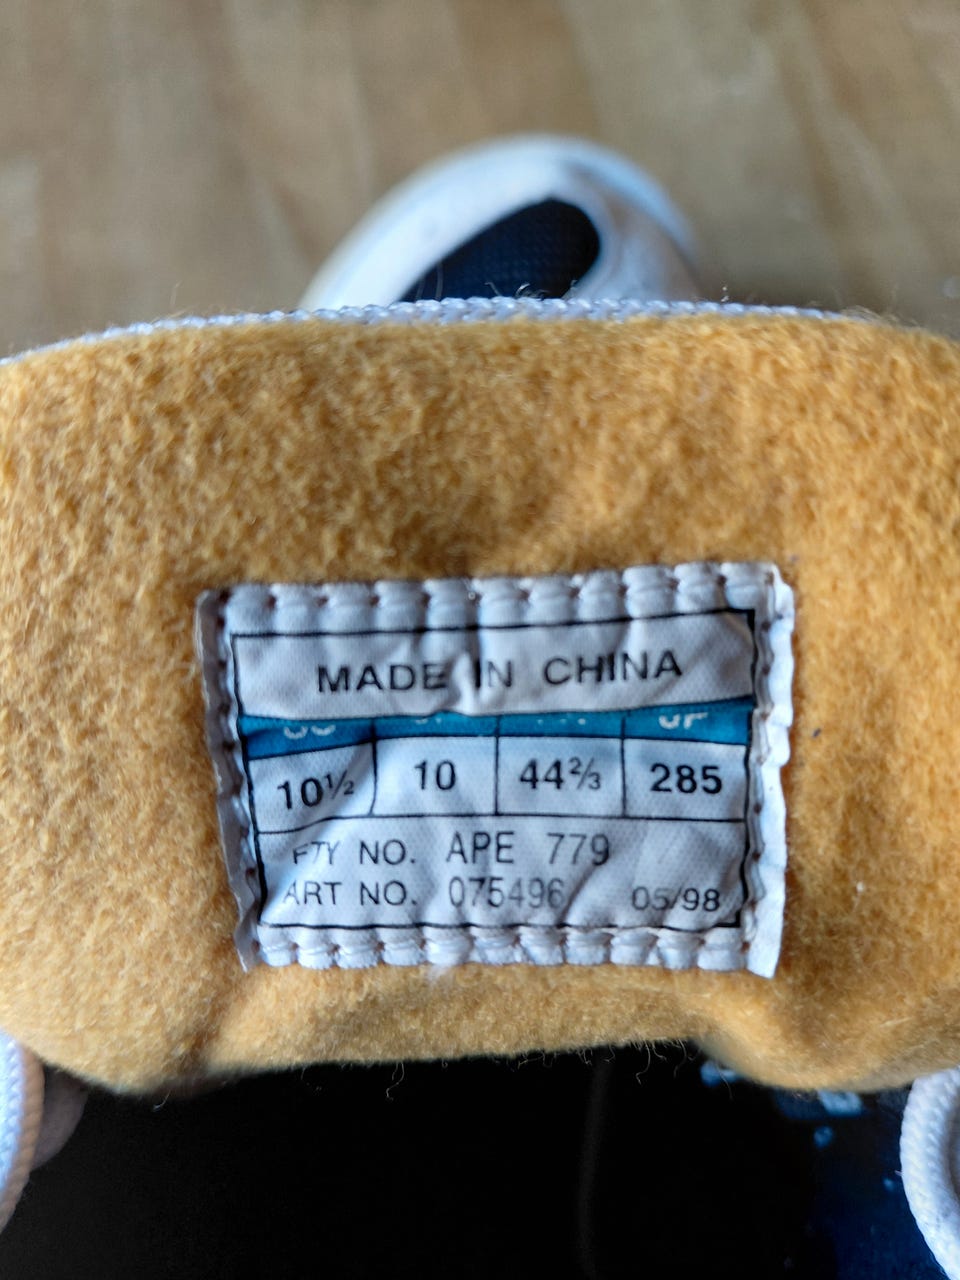 MADE IN CHINA
10½ 10 44⅔ 285
FTY NO. APE 779
ART NO. 075496 05/98